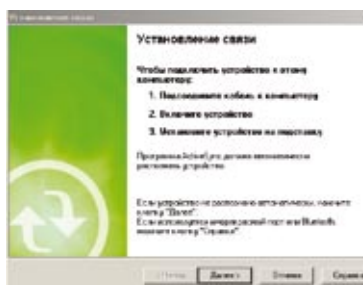 Установление связи
Установление связи
Чтобы подключить устройство к этому
компьютеру:
1. Подсоедините кабель к компьютеру
2. Включите устройство
3. Установите устройство на подставку
Программа ActiveSync должна автоматически
распознать устройство.
Если устройство не распознано автоматически, нажмите
кнопку "Далее".
Если используется инфракрасный порт или Bluetooth,
нажмите кнопку "Справка".
Далее > Отмена Справка